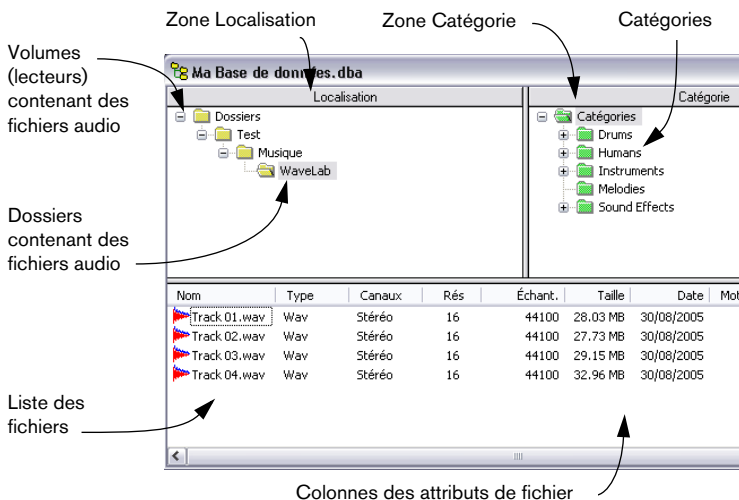 Zone Localisation
Zone Catégorie
Catégories
Volumes
(lecteurs)
contenant des
fichiers audio
Ma Base de données.dba
Localisation
Catégorie
Dossiers
Test
Musique
WaveLab
Catégories
Drums
Humans
Instruments
Melodies
Sound Effects
Dossiers
contenant des
fichiers audio
Nom Type Canaux Rés Échant. Taille Date Mot
Track 01.wav Wav Stéréo 16 44100 28.03 MB 30/08/2005
Track 02.wav Wav Stéréo 16 44100 27.73 MB 30/08/2005
Track 03.wav Wav Stéréo 16 44100 29.15 MB 30/08/2005
Track 04.wav Wav Stéréo 16 44100 32.96 MB 30/08/2005
Liste des
fichiers
Colonnes des attributs de fichier